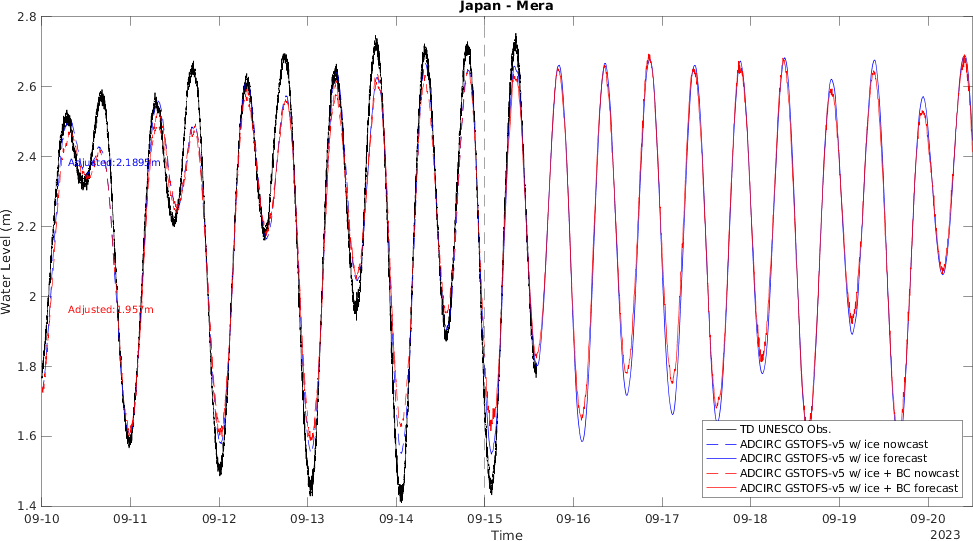 Japan - Mera
2.8
2.6
2.4
2.2
2
1.8
1.6
1.4
Water Level (m)
Adjusted:2.1895m
Adjusted:1.957m
TD UNESCO Obs.
ADCIRC GSTOFS-v5 w/ ice nowcast
ADCIRC GSTOFS-v5 w/ ice forecast
ADCIRC GSTOFS-v5 w/ ice + BC nowcast
ADCIRC GSTOFS-v5 w/ ice + BC forecast
09-10 09-11 09-12 09-13 09-14 09-15 09-16 09-17 09-18 09-19 09-20
Time
2023